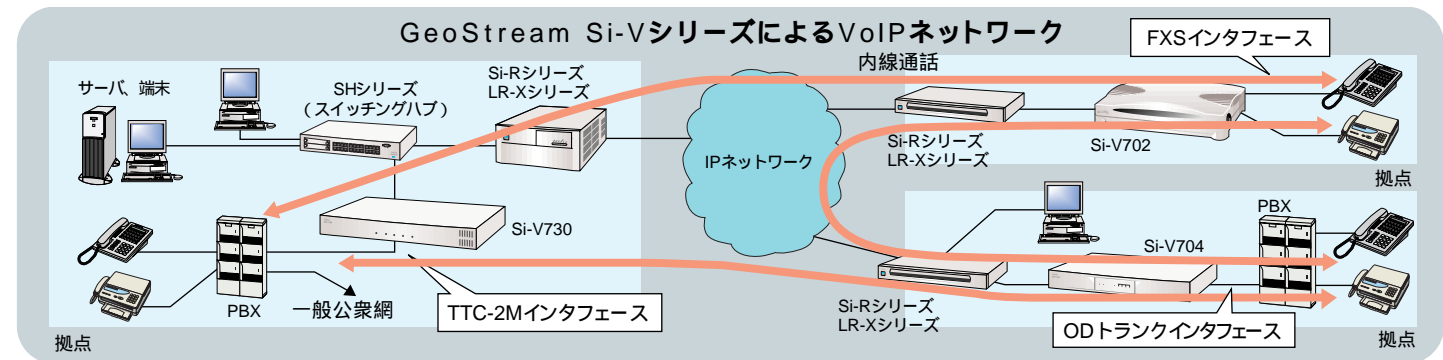 GeoStream Si-VシリーズによるVoIPネットワーク
サーバ、端末
SHシリーズ
（スイッチングハブ）
Si-Rシリーズ
LR-Xシリーズ
Si-V730
PBX
一般公衆網
TTC-2Mインタフェース
拠点
IPネットワーク
内線通話
FXSインタフェース
Si-Rシリーズ
LR-Xシリーズ
Si-V702
拠点
PBX
Si-V704
Si-Rシリーズ
LR-Xシリーズ
ODトランクインタフェース
拠点